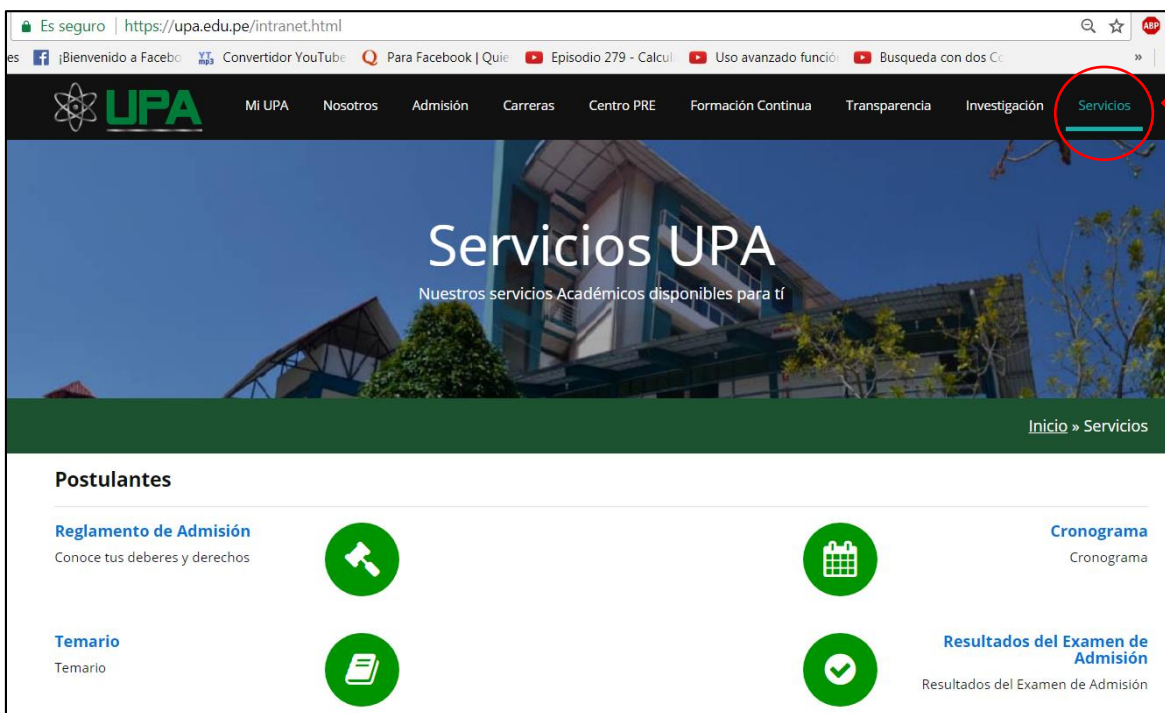 Es seguro | https://upa.edu.pe/intranet.html
es ¡Bienvenido a Facebo Convertidor YouTube Para Facebook | Quie Episodio 279 - Calcul Uso avanzado funció Busqueda con dos Co »
UPA Mi UPA Nosotros Admisión Carreras Centro PRE Formación Continua Transparencia Investigación Servicios
Servicios UPA
Nuestros servicios Académicos disponibles para tí
Inicio » Servicios
Postulantes
Reglamento de Admisión
Conoce tus deberes y derechos
Cronograma
Cronograma
Temario
Temario
Resultados del Examen de
Admisión
Resultados del Examen de Admisión